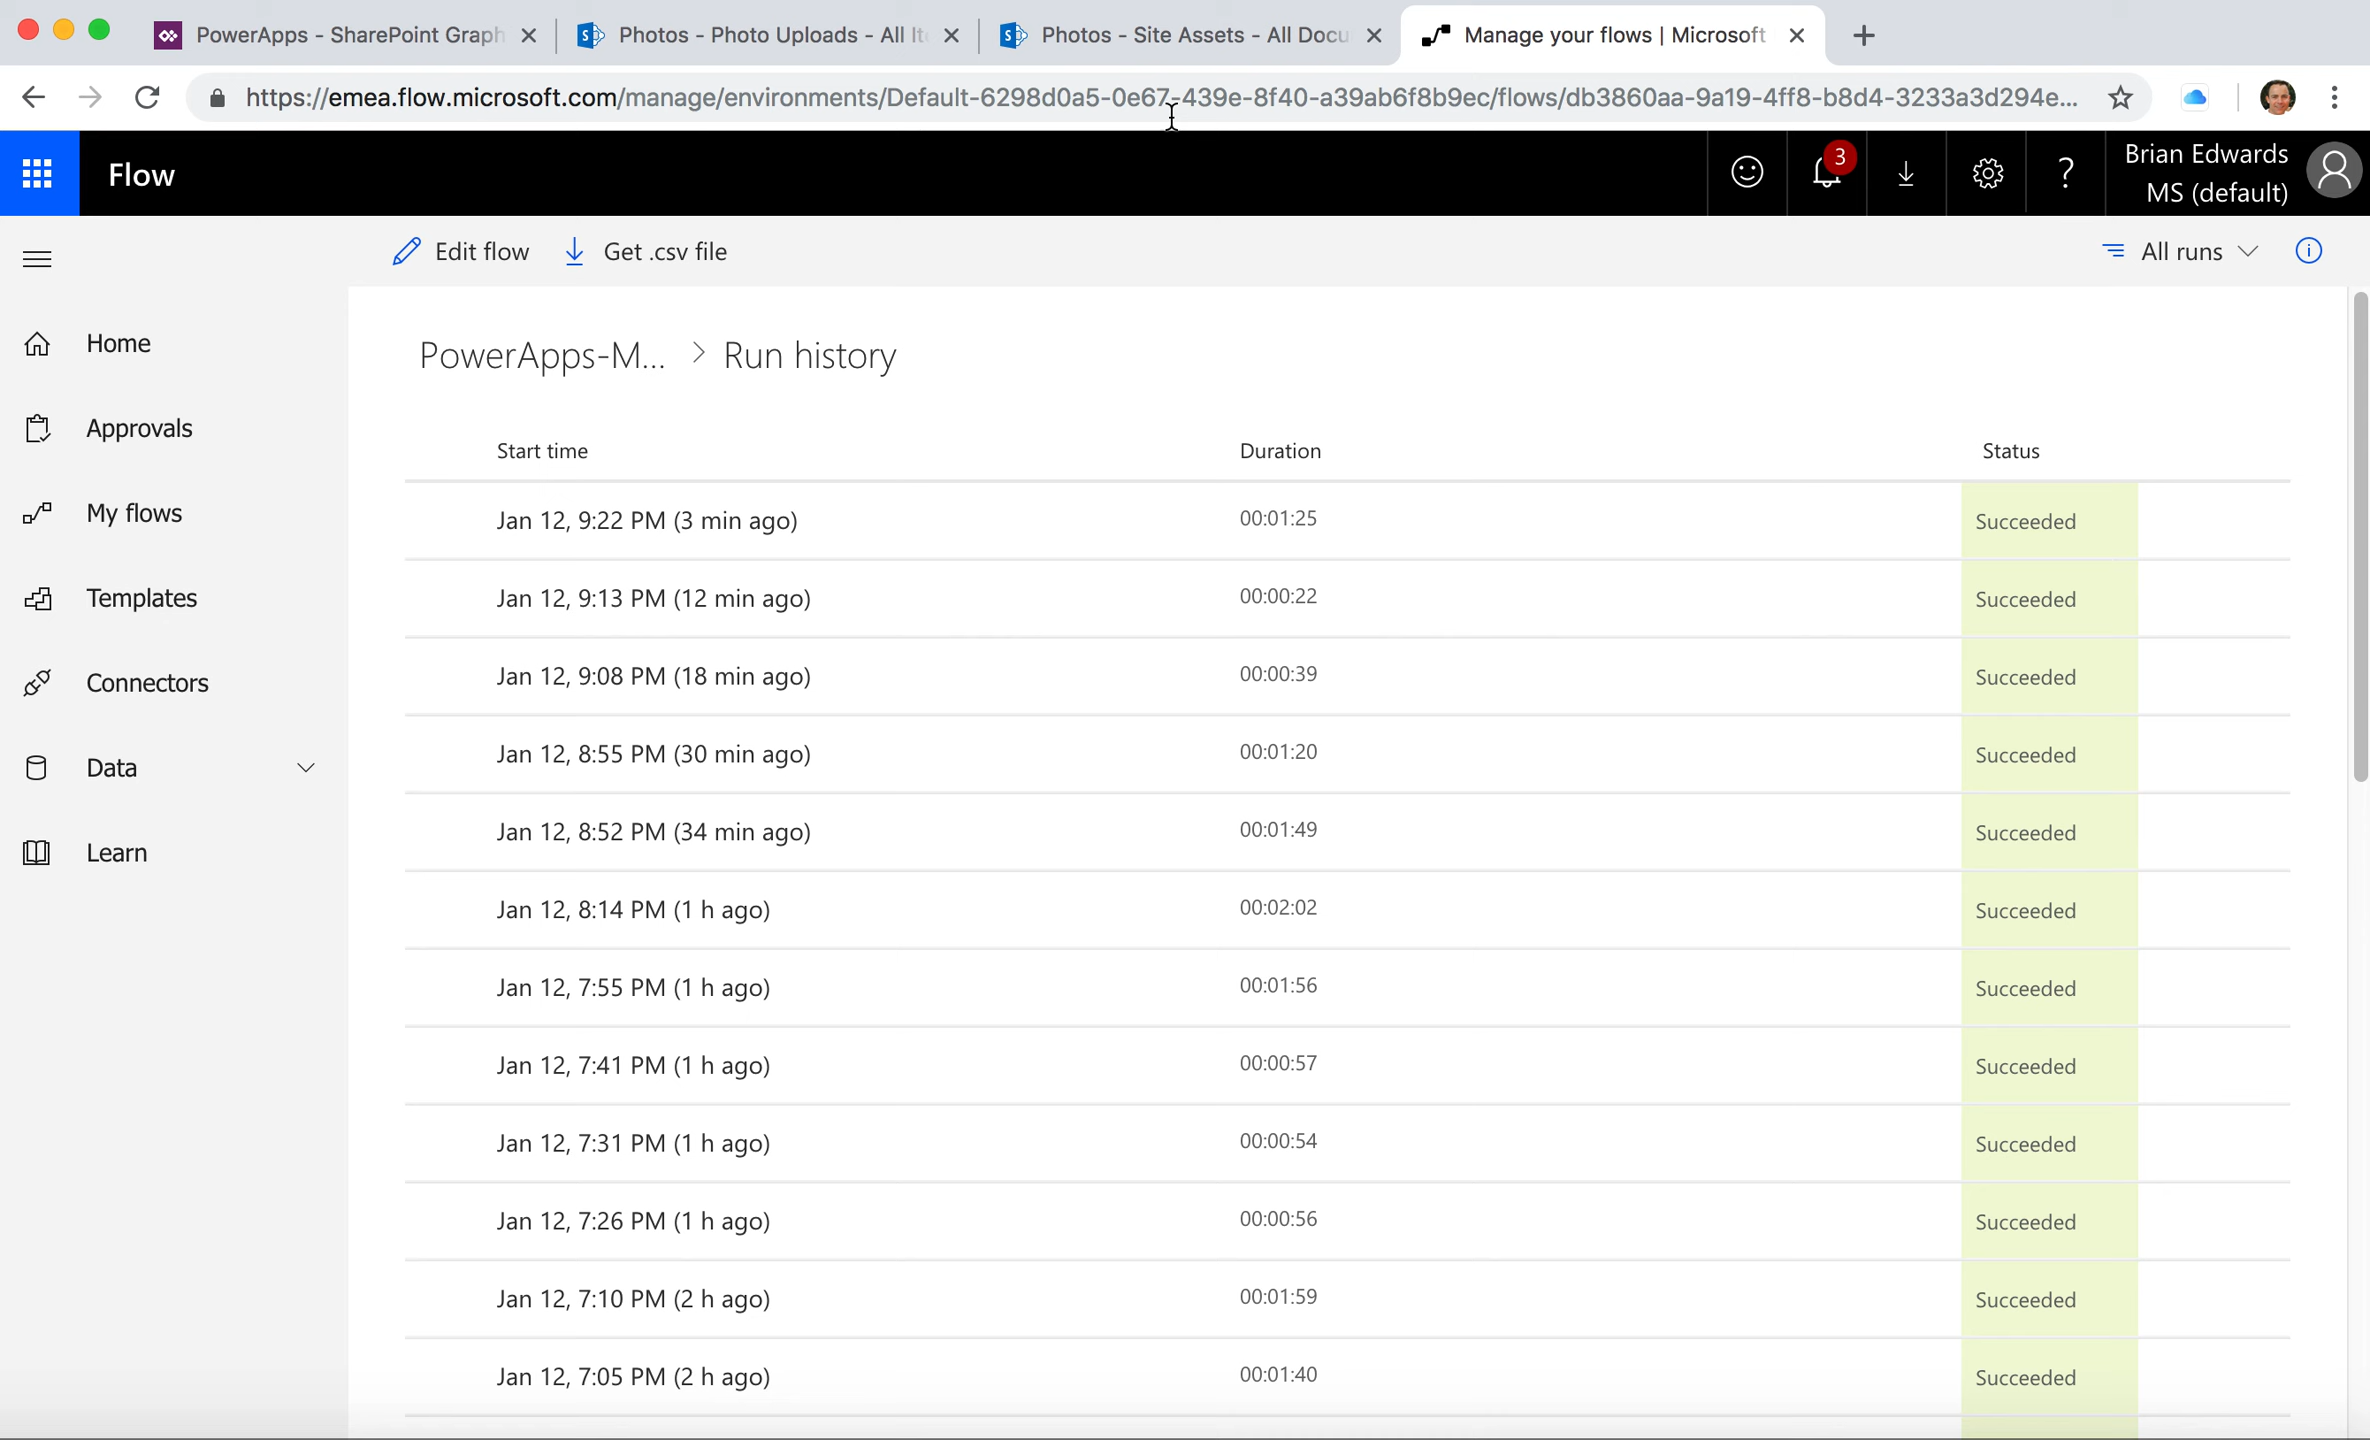 PowerApps - SharePoint Graph
Photos - Photo Uploads - All It
Photos - Site Assets - All Docu
Manage your flows | Microsoft
https://emea.flow.microsoft.com/manage/environments/Default-6298d0a5-0e67-439e-8f40-a39ab6f8b9ec/flows/db3860aa-9a19-4ff8-b8d4-3233a3d294e...
Flow
3
?
Brian Edwards
MS (default)
Edit flow
Get .csv file
All runs
Home
Approvals
My flows
Templates
Connectors
Data
Learn
PowerApps-M... > Run history
Start time Duration Status
Jan 12, 9:22 PM (3 min ago) 00:01:25 Succeeded
Jan 12, 9:13 PM (12 min ago) 00:00:22 Succeeded
Jan 12, 9:08 PM (18 min ago) 00:00:39 Succeeded
Jan 12, 8:55 PM (30 min ago) 00:01:20 Succeeded
Jan 12, 8:52 PM (34 min ago) 00:01:49 Succeeded
Jan 12, 8:14 PM (1 h ago) 00:02:02 Succeeded
Jan 12, 7:55 PM (1 h ago) 00:01:56 Succeeded
Jan 12, 7:41 PM (1 h ago) 00:00:57 Succeeded
Jan 12, 7:31 PM (1 h ago) 00:00:54 Succeeded
Jan 12, 7:26 PM (1 h ago) 00:00:56 Succeeded
Jan 12, 7:10 PM (2 h ago) 00:01:59 Succeeded
Jan 12, 7:05 PM (2 h ago) 00:01:40 Succeeded